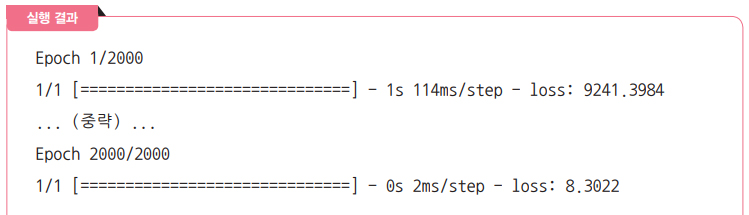 실행 결과
Epoch 1/2000
1/1 [==============================] - 1s 114ms/step - loss: 9241.3984
... (중략) ...
Epoch 2000/2000
1/1 [==============================] - 0s 2ms/step - loss: 8.3022